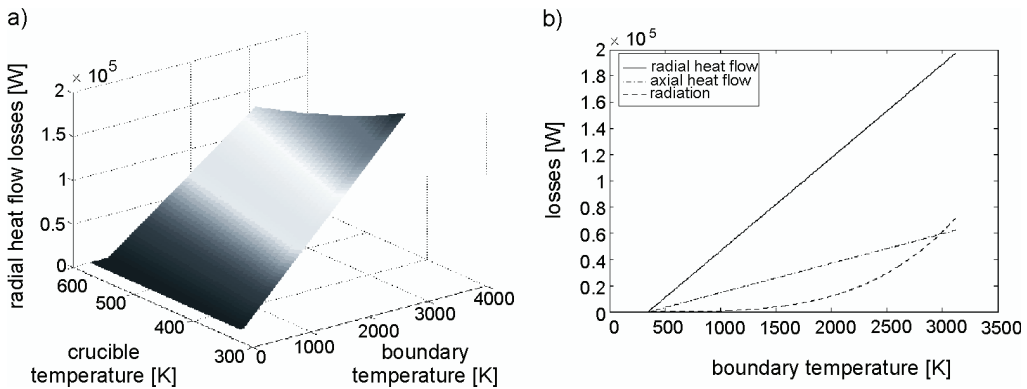 a)
radial heat flow losses [W]
× 10^5
2
1.5
1
0.5
0
600
500
400
300
0
1000
2000
3000
4000
crucible
temperature [K]
boundary
temperature [K]
b)
losses [W]
× 10^5
2
1.8
1.6
1.4
1.2
1
0.8
0.6
0.4
0.2
0
radial heat flow
axial heat flow
radiation
0
500
1000
1500
2000
2500
3000
3500
boundary temperature [K]